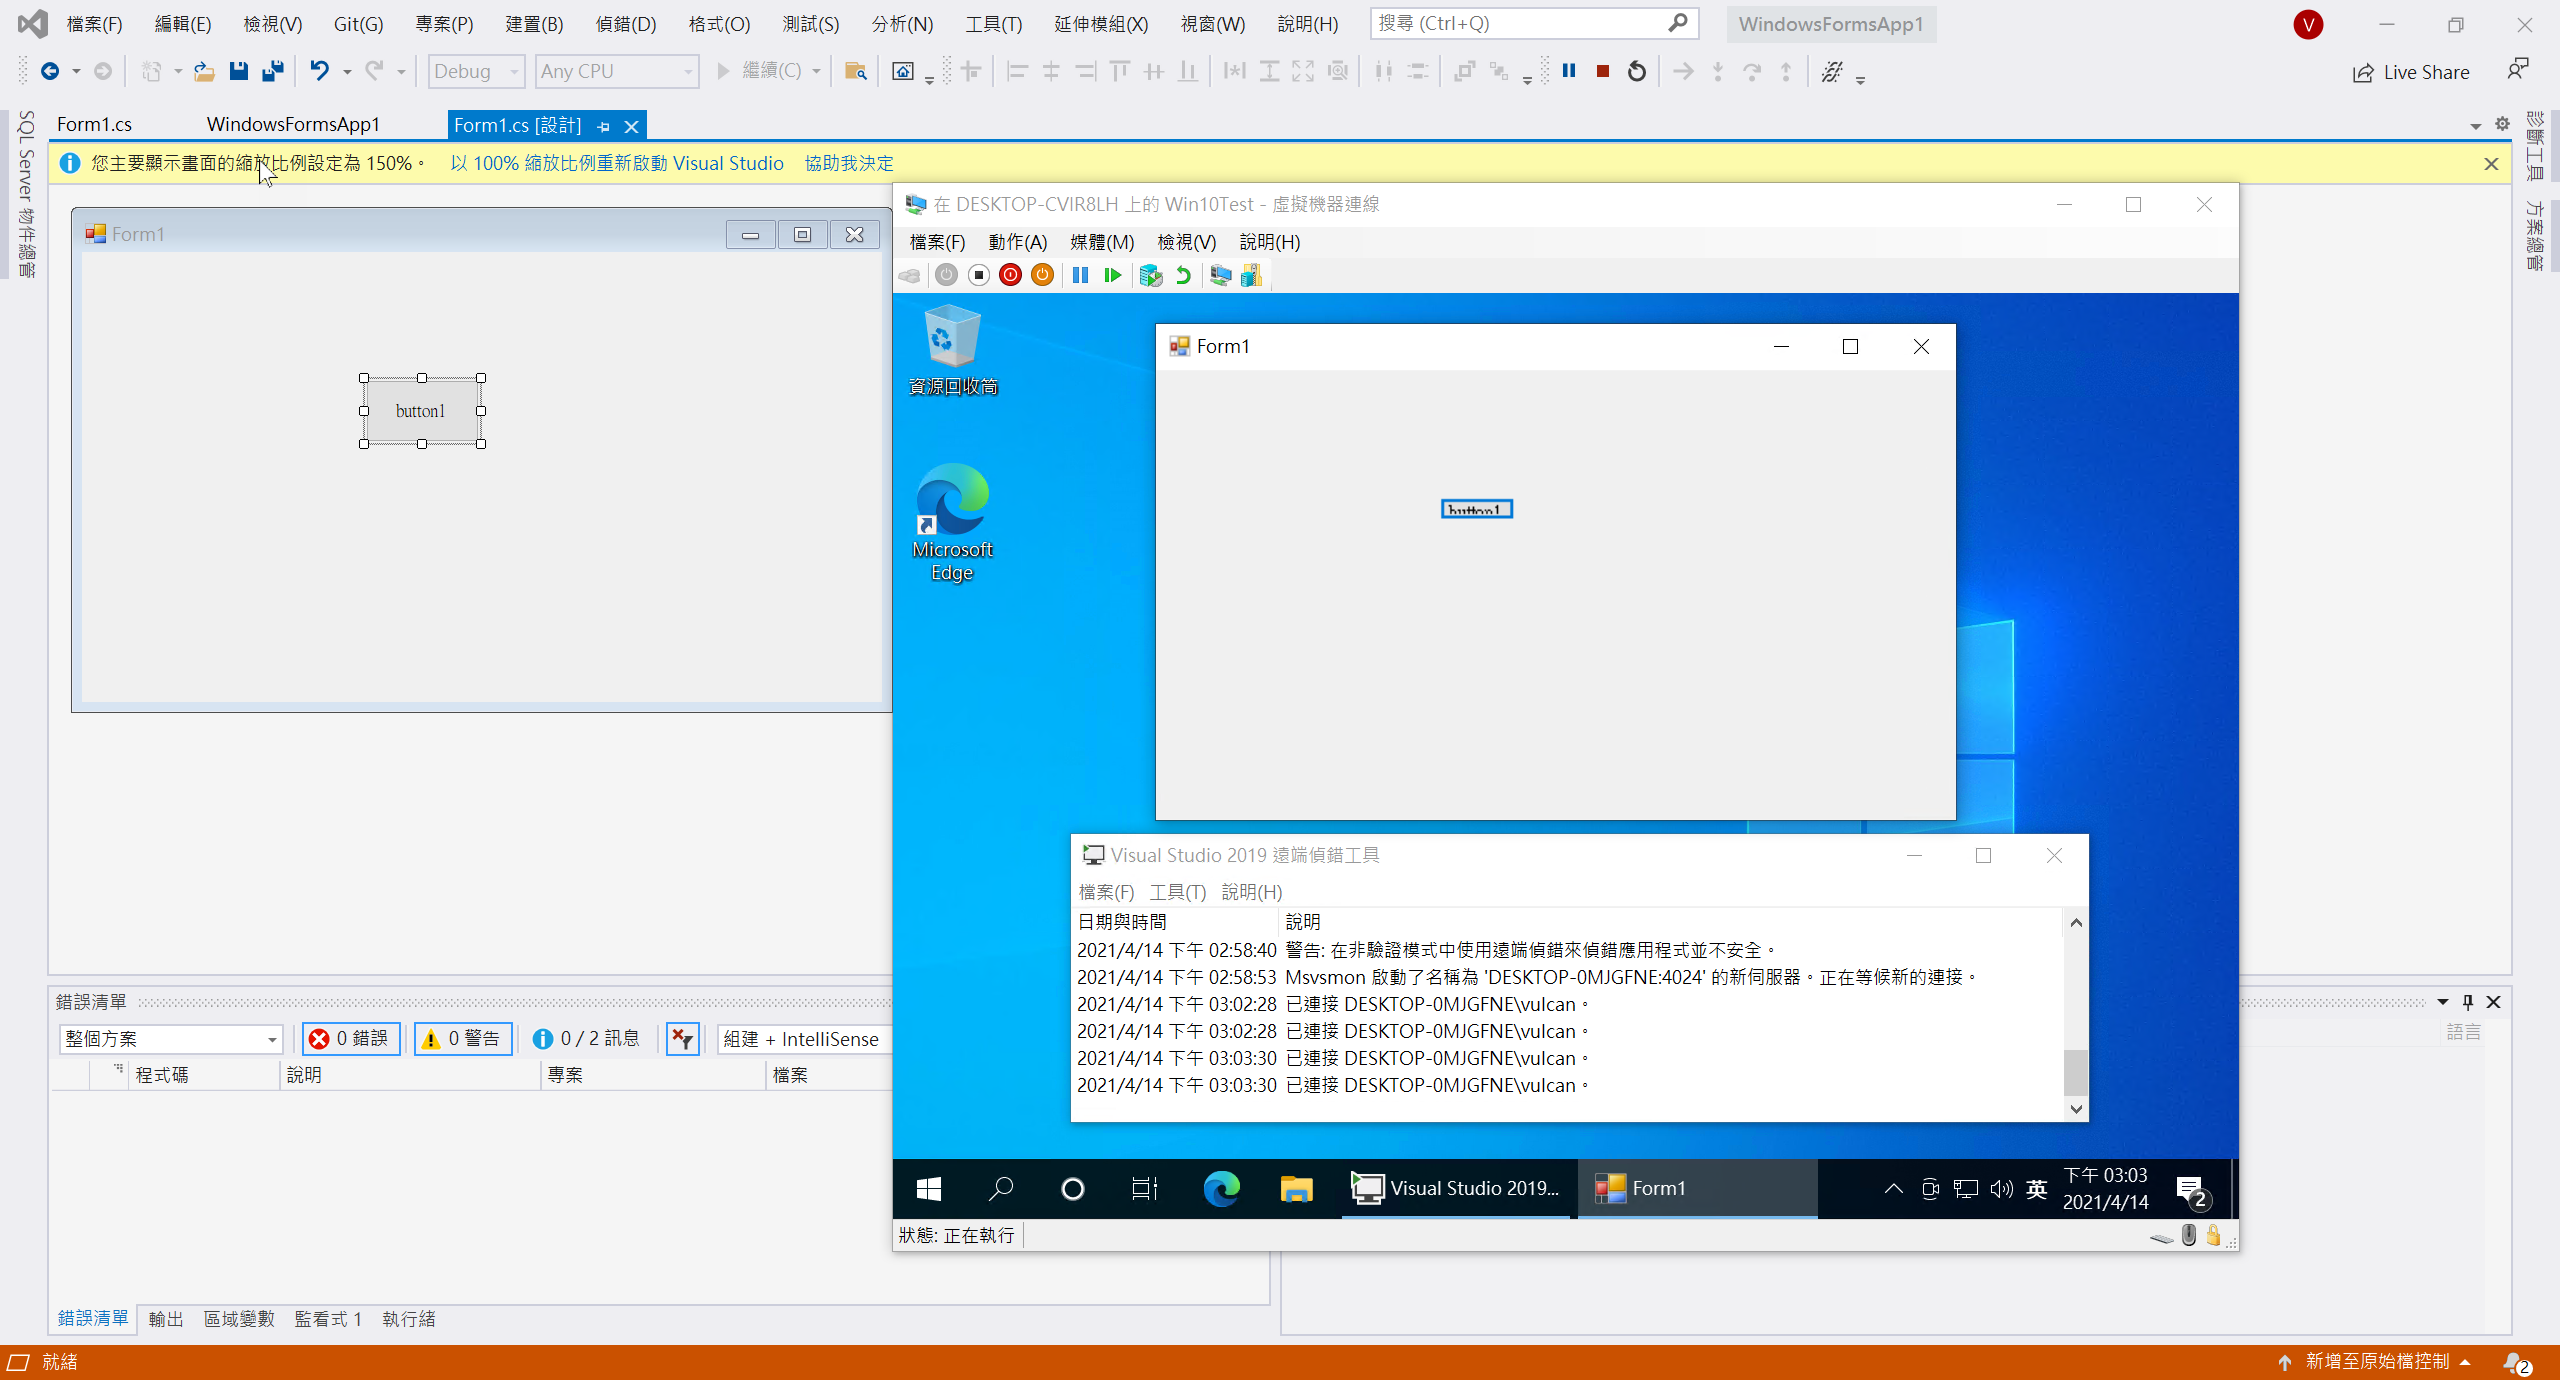 檔案(F) 編輯(E) 檢視(V) Git(G) 專案(P) 建置(B) 偵錯(D) 格式(O) 測試(S) 分析(N) 工具(T) 延伸模組(X) 視窗(W) 說明(H) 搜尋 (Ctrl+Q) WindowsFormsApp1 V
Debug Any CPU 繼續(C) Live Share
Form1.cs WindowsFormsApp1 Form1.cs [設計]
SQL Server 物件總管
診斷工具
方案總管
您主要顯示畫面的縮放比例設定為 150%。 以 100% 縮放比例重新啟動 Visual Studio 協助我決定
Form1
button1
在 DESKTOP-CVIR8LH 上的 Win10Test - 虛擬機器連線
檔案(F) 動作(A) 媒體(M) 檢視(V) 說明(H)
資源回收筒
Microsoft
Edge
Form1
button1
Visual Studio 2019 遠端偵錯工具
檔案(F) 工具(T) 說明(H)
日期與時間 說明
2021/4/14 下午 02:58:40 警告: 在非驗證模式中使用遠端偵錯來偵錯應用程式並不安全。
2021/4/14 下午 02:58:53 Msvsmon 啟動了名稱為 'DESKTOP-0MJGFNE:4024' 的新伺服器。正在等候新的連接。
2021/4/14 下午 03:02:28 已連接 DESKTOP-0MJGFNE\vulcan。
2021/4/14 下午 03:02:28 已連接 DESKTOP-0MJGFNE\vulcan。
2021/4/14 下午 03:03:30 已連接 DESKTOP-0MJGFNE\vulcan。
2021/4/14 下午 03:03:30 已連接 DESKTOP-0MJGFNE\vulcan。
Visual Studio 2019... Form1 英 下午 03:03
2021/4/14 2
狀態: 正在執行
錯誤清單
整個方案 0 錯誤 0 警告 0 / 2 訊息 組建 + IntelliSense
程式碼 說明 專案 檔案
語言
錯誤清單 輸出 區域變數 監看式 1 執行緒
就緒 新增至原始檔控制 2